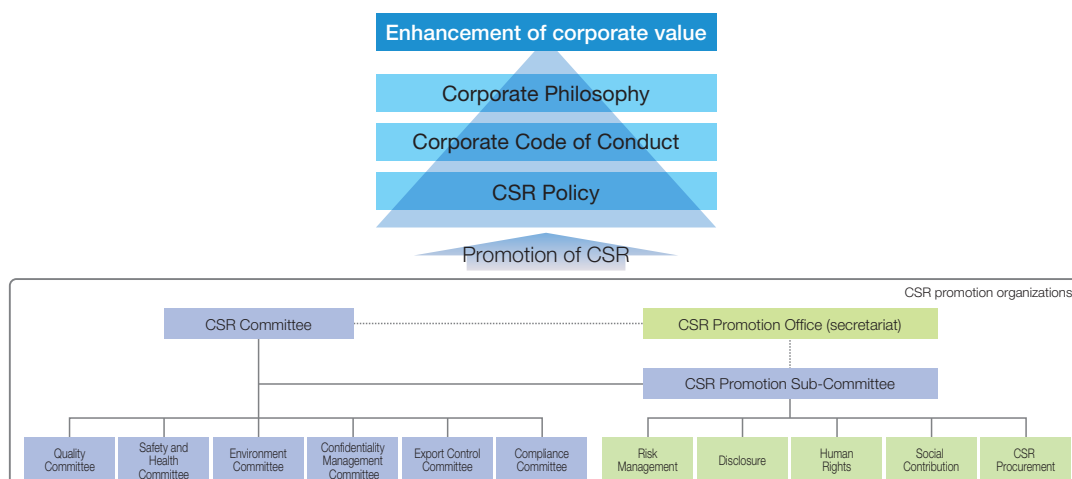 Enhancement of corporate value
Corporate Philosophy
Corporate Code of Conduct
CSR Policy
Promotion of CSR
CSR promotion organizations
CSR Committee
CSR Promotion Office (secretariat)
CSR Promotion Sub-Committee
Quality
Committee
Safety and
Health
Committee
Environment
Committee
Confidentiality
Management
Committee
Export Control
Committee
Compliance
Committee
Risk
Management
Disclosure
Human
Rights
Social
Contribution
CSR
Procurement